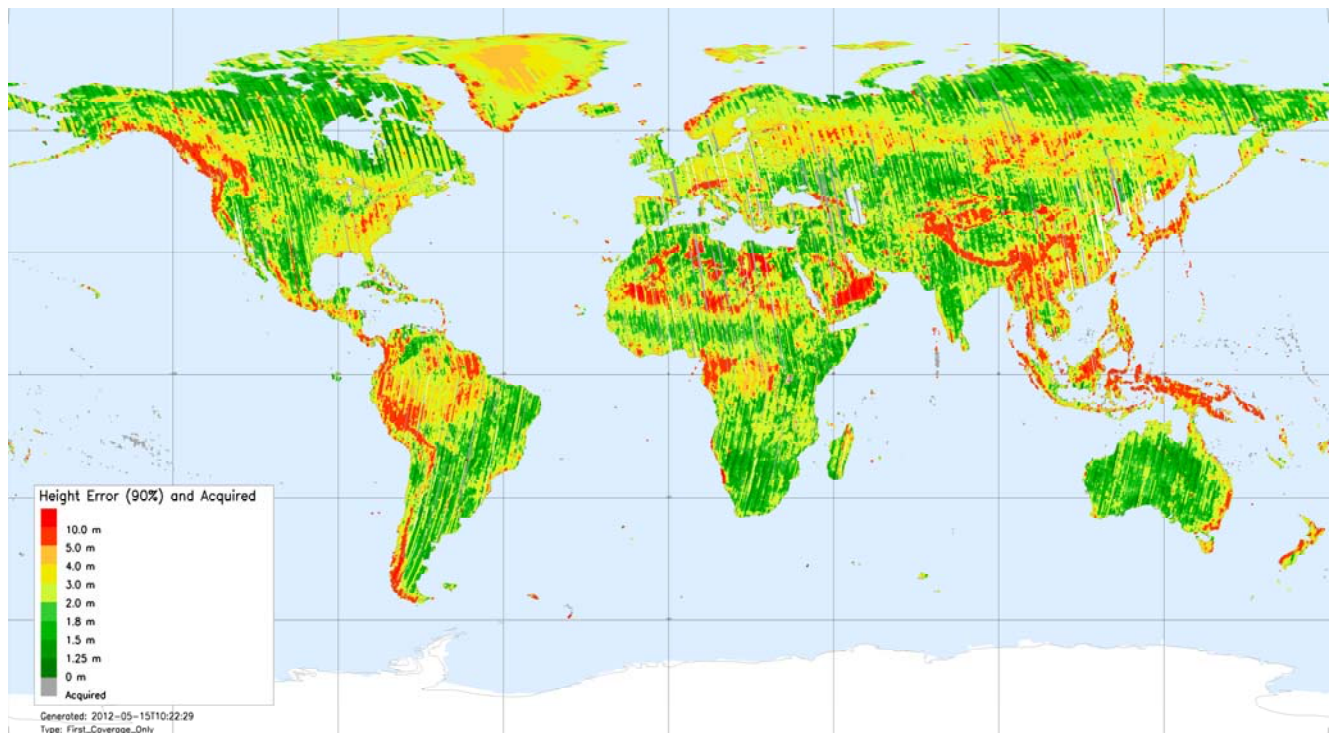 Height Error (90%) and Acquired
10.0 m
5.0 m
4.0 m
3.0 m
2.0 m
1.8 m
1.5 m
1.25 m
0 m
Acquired
Generated: 2012-05-15T10:22:29
Type: First_Coverage_Only